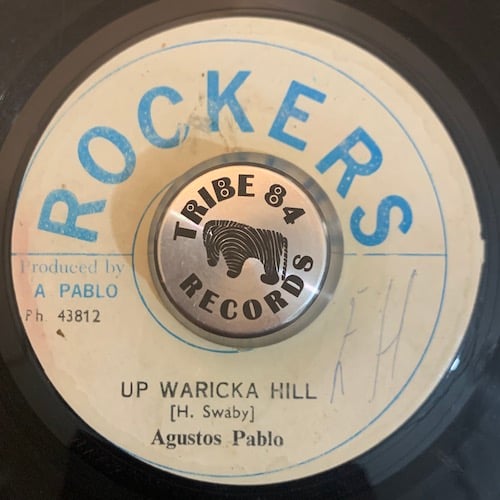 ROCKERS
TRIBE 84
RECORDS
Produced by
A PABLO
Ph. 43812
UP WARICKA HILL
[H. Swaby]
Agustos Pablo